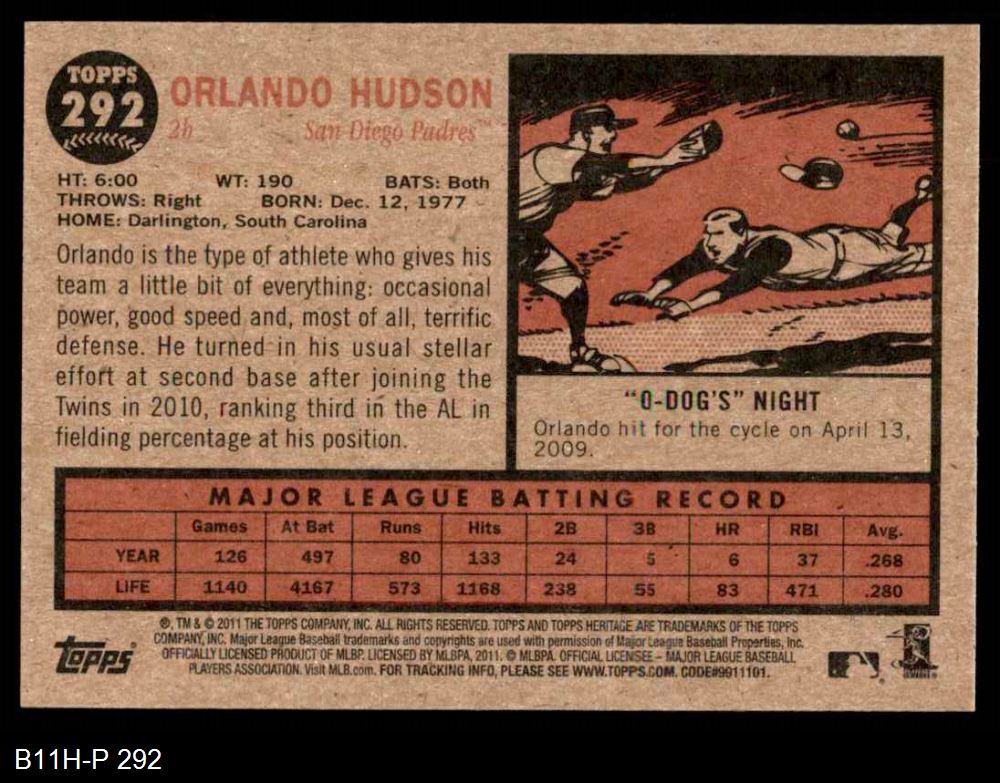 TOPPS
292
ORLANDO HUDSON
2b San Diego Padres™
HT: 6:00 WT: 190 BATS: Both
THROWS: Right BORN: Dec. 12, 1977
HOME: Darlington, South Carolina
Orlando is the type of athlete who gives his
team a little bit of everything: occasional
power, good speed and, most of all, terrific
defense. He turned in his usual stellar
effort at second base after joining the
Twins in 2010, ranking third in the AL in
fielding percentage at his position.
"O-DOG'S" NIGHT
Orlando hit for the cycle on April 13,
2009.
MAJOR LEAGUE BATTING RECORD
Games At Bat Runs Hits 2B 3B HR RBI Avg.
YEAR 126 497 80 133 24 5 6 37 .268
LIFE 1140 4167 573 1168 238 55 83 471 .280
®, TM & © 2011 THE TOPPS COMPANY, INC. ALL RIGHTS RESERVED. TOPPS AND TOPPS HERITAGE ARE TRADEMARKS OF THE TOPPS
COMPANY, INC. Major League Baseball trademarks and copyrights are used with permission of Major League Baseball Properties, Inc.
OFFICIALLY LICENSED PRODUCT OF MLBP. LICENSED BY MLBPA, 2011. © MLBPA. OFFICIAL LICENSEE – MAJOR LEAGUE BASEBALL
PLAYERS ASSOCIATION. Visit MLB.com. FOR TRACKING INFO, PLEASE SEE WWW.TOPPS.COM. CODE#9911101.
topps
B11H-P 292